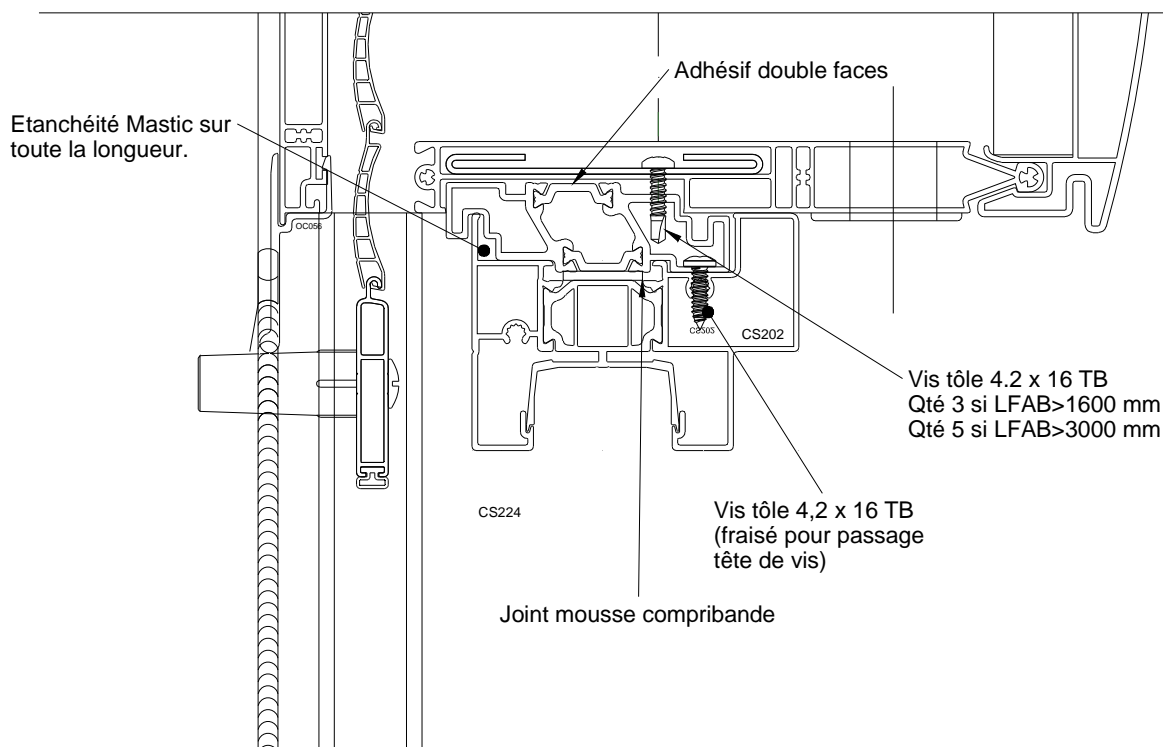 Adhésif double faces
Etanchéité Mastic sur
toute la longueur.
OC056
CS202
Vis tôle 4.2 x 16 TB
Qté 3 si LFAB>1600 mm
Qté 5 si LFAB>3000 mm
CS224
Vis tôle 4,2 x 16 TB
(fraisé pour passage
tête de vis)
Joint mousse compribande